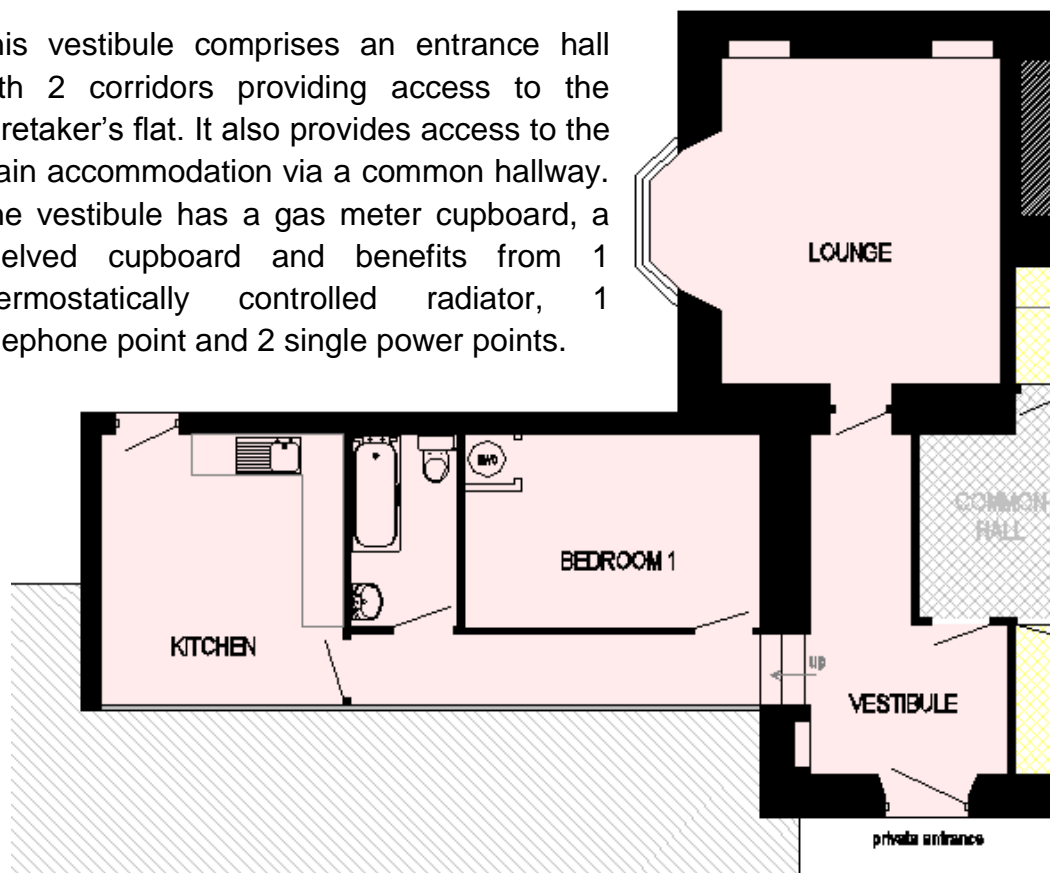 his vestibule comprises an entrance hall
th 2 corridors providing access to the
retaker’s flat. It also provides access to the
ain accommodation via a common hallway.
he vestibule has a gas meter cupboard, a
elved cupboard and benefits from 1
ermostatically controlled radiator, 1
lephone point and 2 single power points.
LOUNGE
COMMON
HALL
BEDROOM 1
KITCHEN
up
VESTIBULE
private entrance